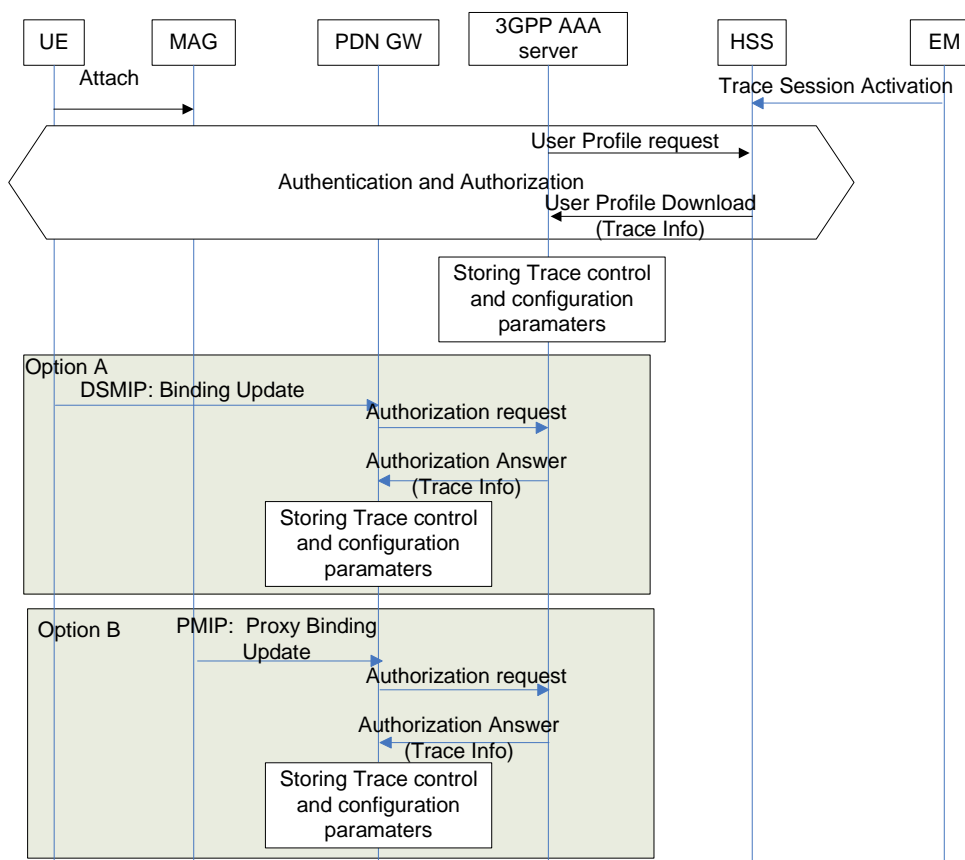 UE
MAG
PDN GW
3GPP AAA
server
HSS
EM
Attach
Trace Session Activation
User Profile request
Authentication and Authorization
User Profile Download
(Trace Info)
Storing Trace control
and configuration
paramaters
Option A
DSMIP: Binding Update
Authorization request
Authorization Answer
(Trace Info)
Storing Trace control
and configuration
paramaters
Option B
PMIP: Proxy Binding
Update
Authorization request
Authorization Answer
(Trace Info)
Storing Trace control
and configuration
paramaters